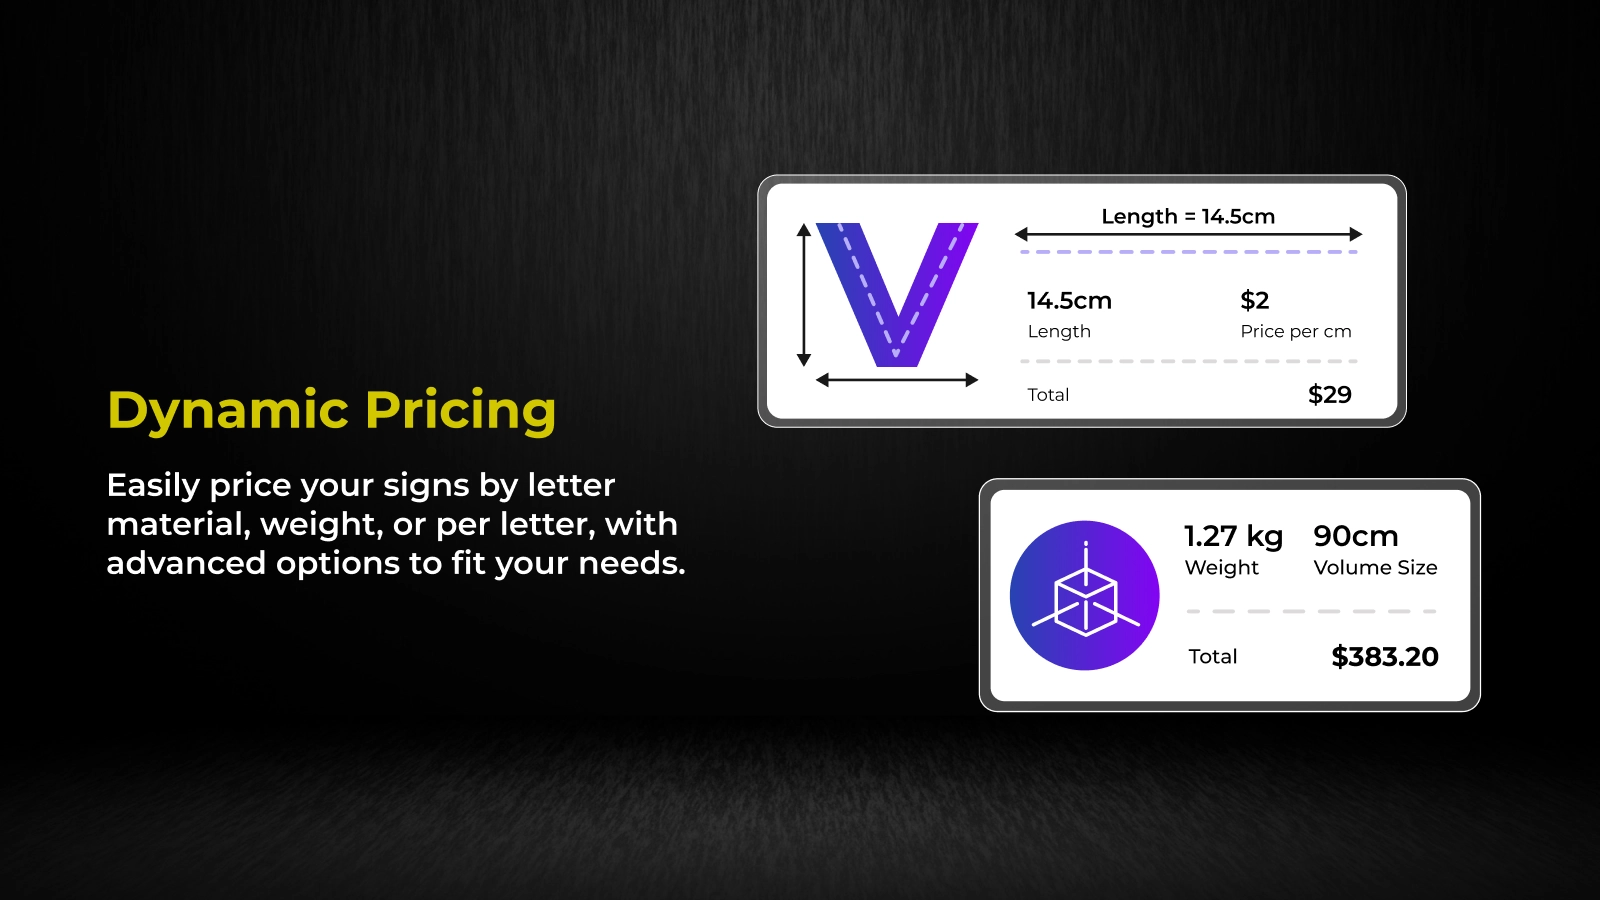 Dynamic Pricing
Easily price your signs by letter
material, weight, or per letter, with
advanced options to fit your needs.
Length = 14.5cm
14.5cm $2
Length Price per cm
Total $29
1.27 kg 90cm
Weight Volume Size
Total $383.20